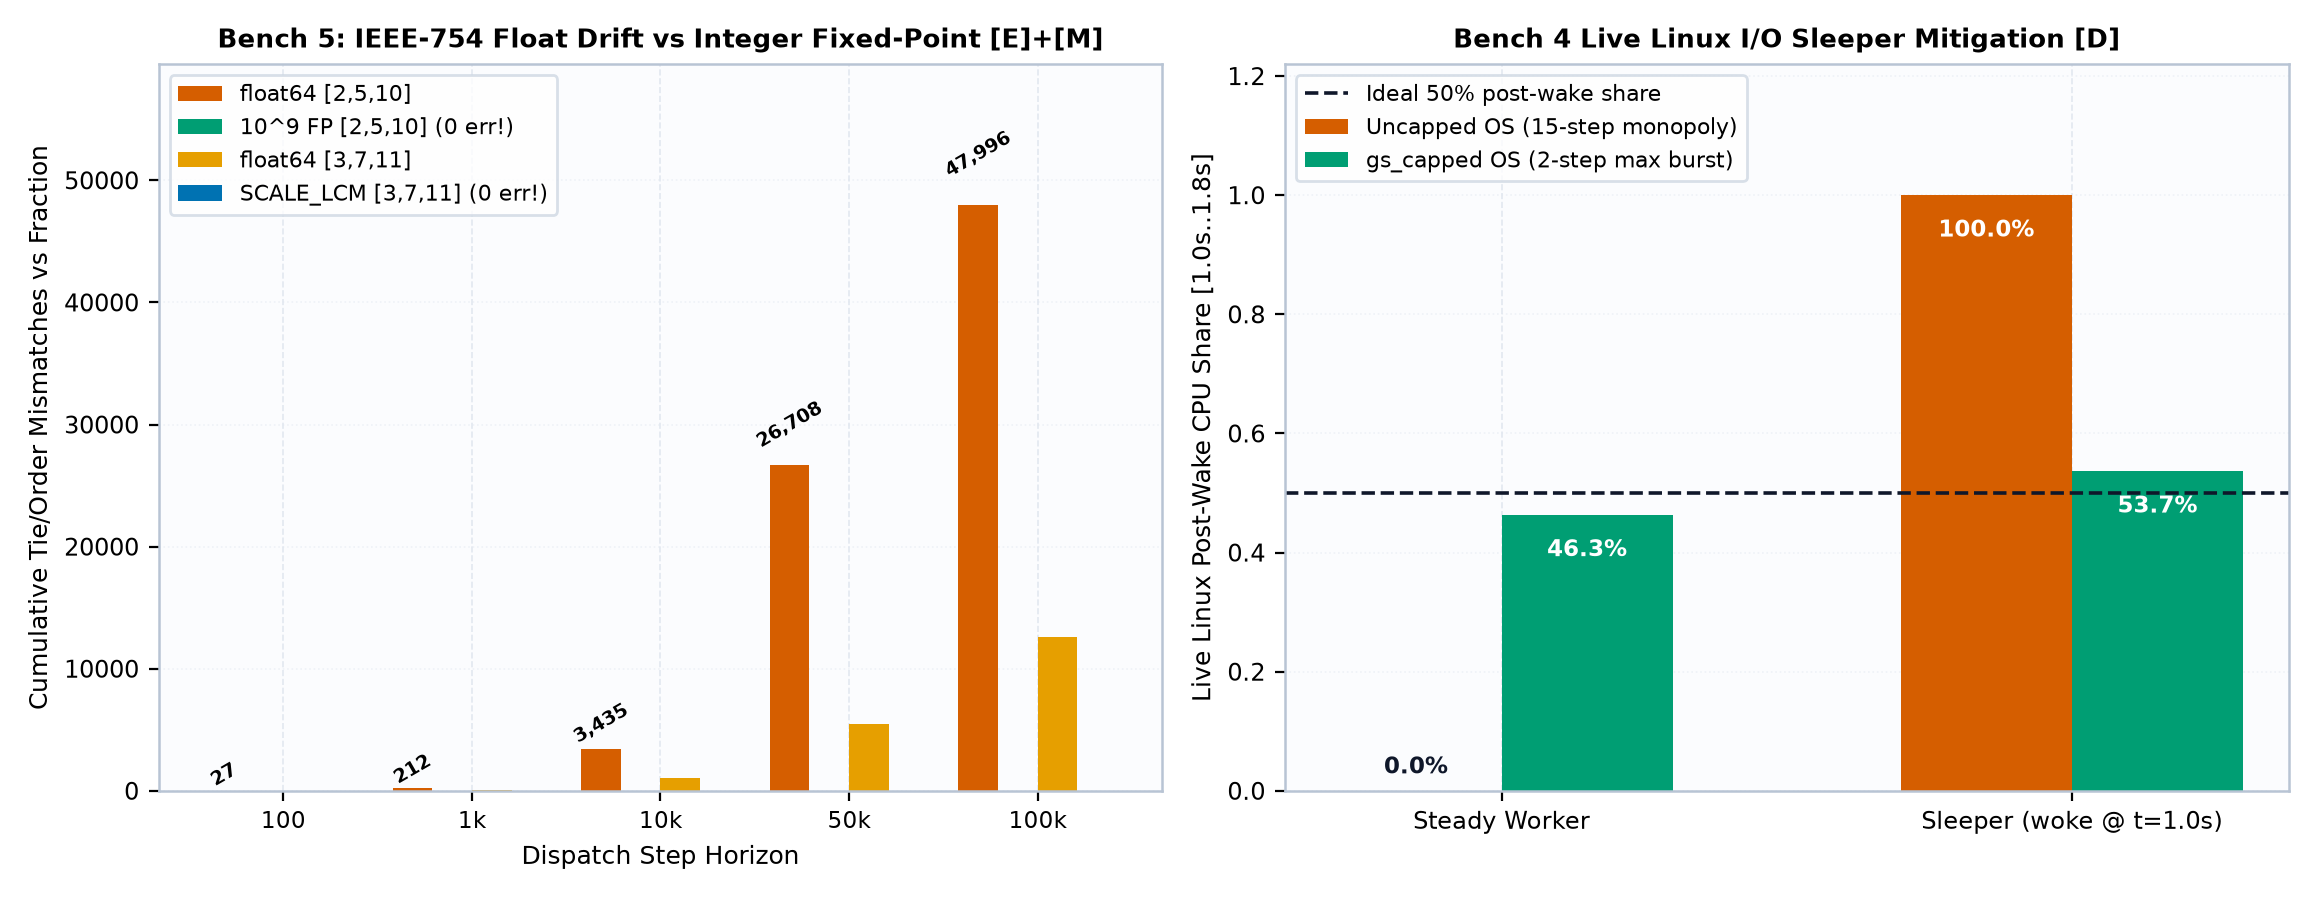 Bench 5: IEEE-754 Float Drift vs Integer Fixed-Point [E]+[M]
Cumulative Tie/Order Mismatches vs Fraction
50000
40000
30000
20000
10000
0
float64 [2,5,10]
10^9 FP [2,5,10] (0 err!)
float64 [3,7,11]
SCALE_LCM [3,7,11] (0 err!)
27
212
3,435
26,708
47,996
100
1k
10k
50k
100k
Dispatch Step Horizon
Bench 4 Live Linux I/O Sleeper Mitigation [D]
Live Linux Post-Wake CPU Share [1.0s..1.8s]
1.2
1.0
0.8
0.6
0.4
0.2
0.0
Ideal 50% post-wake share
Uncapped OS (15-step monopoly)
gs_capped OS (2-step max burst)
0.0%
46.3%
100.0%
53.7%
Steady Worker
Sleeper (woke @ t=1.0s)